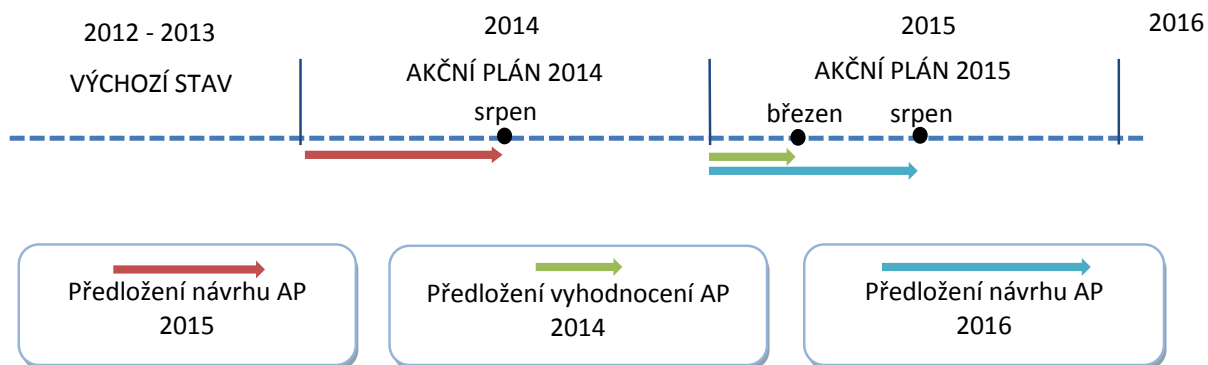 2012 - 2013
VÝCHOZÍ STAV
2014
AKČNÍ PLÁN 2014
srpen
2015
AKČNÍ PLÁN 2015
březen
srpen
2016
Předložení návrhu AP
2015
Předložení vyhodnocení AP
2014
Předložení návrhu AP
2016